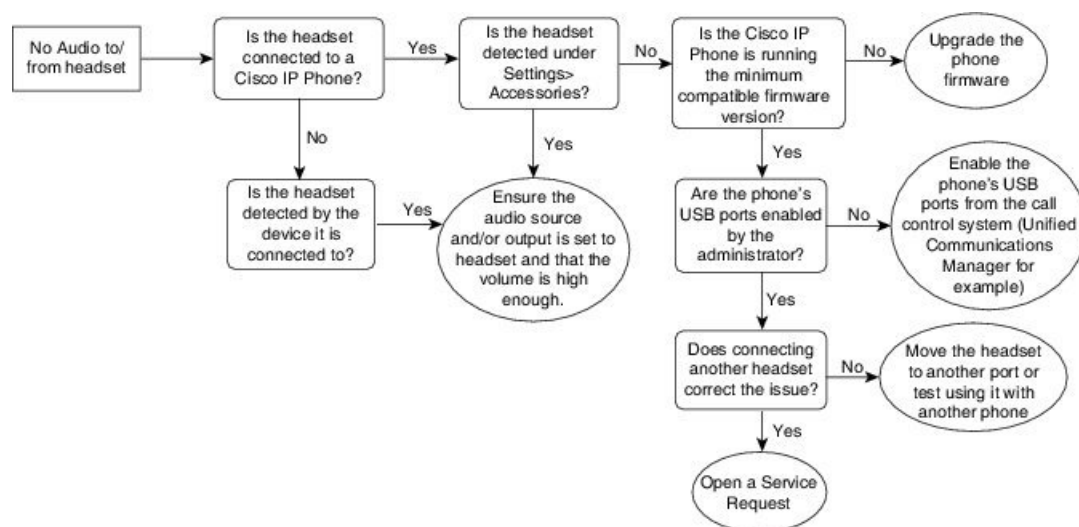 No Audio to/
from headset
Is the headset
connected to a
Cisco IP Phone?
Yes
Is the headset
detected under
Settings>
Accessories?
No
Is the Cisco IP
Phone is running
the minimum
compatible firmware
version?
No
Upgrade the
phone
firmware
No
Yes
Yes
Is the headset
detected by the
device it is
connected to?
Yes
Ensure the
audio source
and/or output is set to
headset and that the
volume is high
enough.
Are the phone's
USB ports enabled
by the
administrator?
No
Enable the
phone's USB
ports from the call
control system (Unified
Communications
Manager for
example)
Yes
Does connecting
another headset
correct the issue?
No
Move the headset
to another port or
test using it with
another phone
Yes
Open a Service
Request